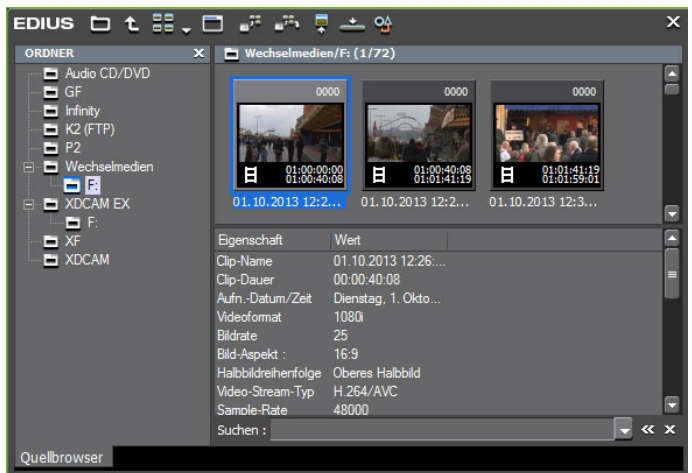 EDIUS
ORDNER
Audio CD/DVD
GF
Infinity
K2 (FTP)
P2
Wechselmedien
F:
XDCAM EX
F:
XF
XDCAM
Wechselmedien/F: (1/72)
0000
01:00:00:00
01:00:40:08
01.10.2013 12:2...
0000
01:00:40:08
01:01:41:19
01.10.2013 12:2...
0000
01:01:41:19
01:01:59:01
01.10.2013 12:3...
Eigenschaft Wert
Clip-Name 01.10.2013 12:26:...
Clip-Dauer 00:00:40:08
Aufn.-Datum/Zeit Dienstag, 1. Okto...
Videoformat 1080i
Bildrate 25
Bild-Aspekt : 16:9
Halbbildreihenfolge Oberes Halbbild
Video-Stream-Typ H.264/AVC
Sample-Rate 48000
Suchen :
Quellbrowser